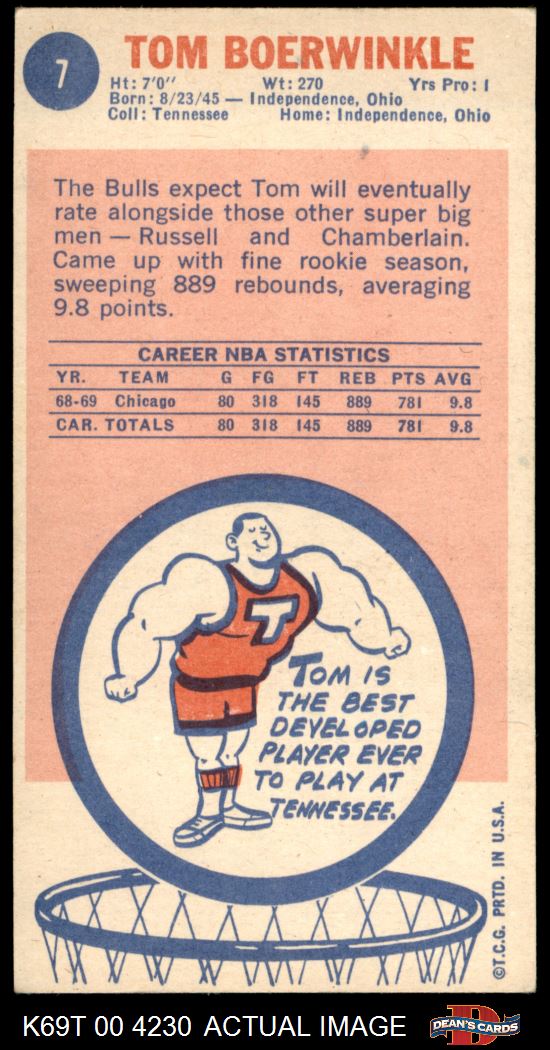 7
TOM BOERWINKLE
Ht: 7'0" Wt: 270 Yrs Pro: 1
Born: 8/23/45 — Independence, Ohio
Coll: Tennessee Home: Independence, Ohio
The Bulls expect Tom will eventually
rate alongside those other super big
men — Russell and Chamberlain.
Came up with fine rookie season,
sweeping 889 rebounds, averaging
9.8 points.
CAREER NBA STATISTICS
YR. TEAM G FG FT REB PTS AVG
68-69 Chicago 80 318 145 889 781 9.8
CAR. TOTALS 80 318 145 889 781 9.8
T
TOM IS
THE BEST
DEVELOPED
PLAYER EVER
TO PLAY AT
TENNESSEE.
©T.C.G. PRTD. IN U.S.A.
K69T 00 4230 ACTUAL IMAGE
D
DEAN'S CARDS